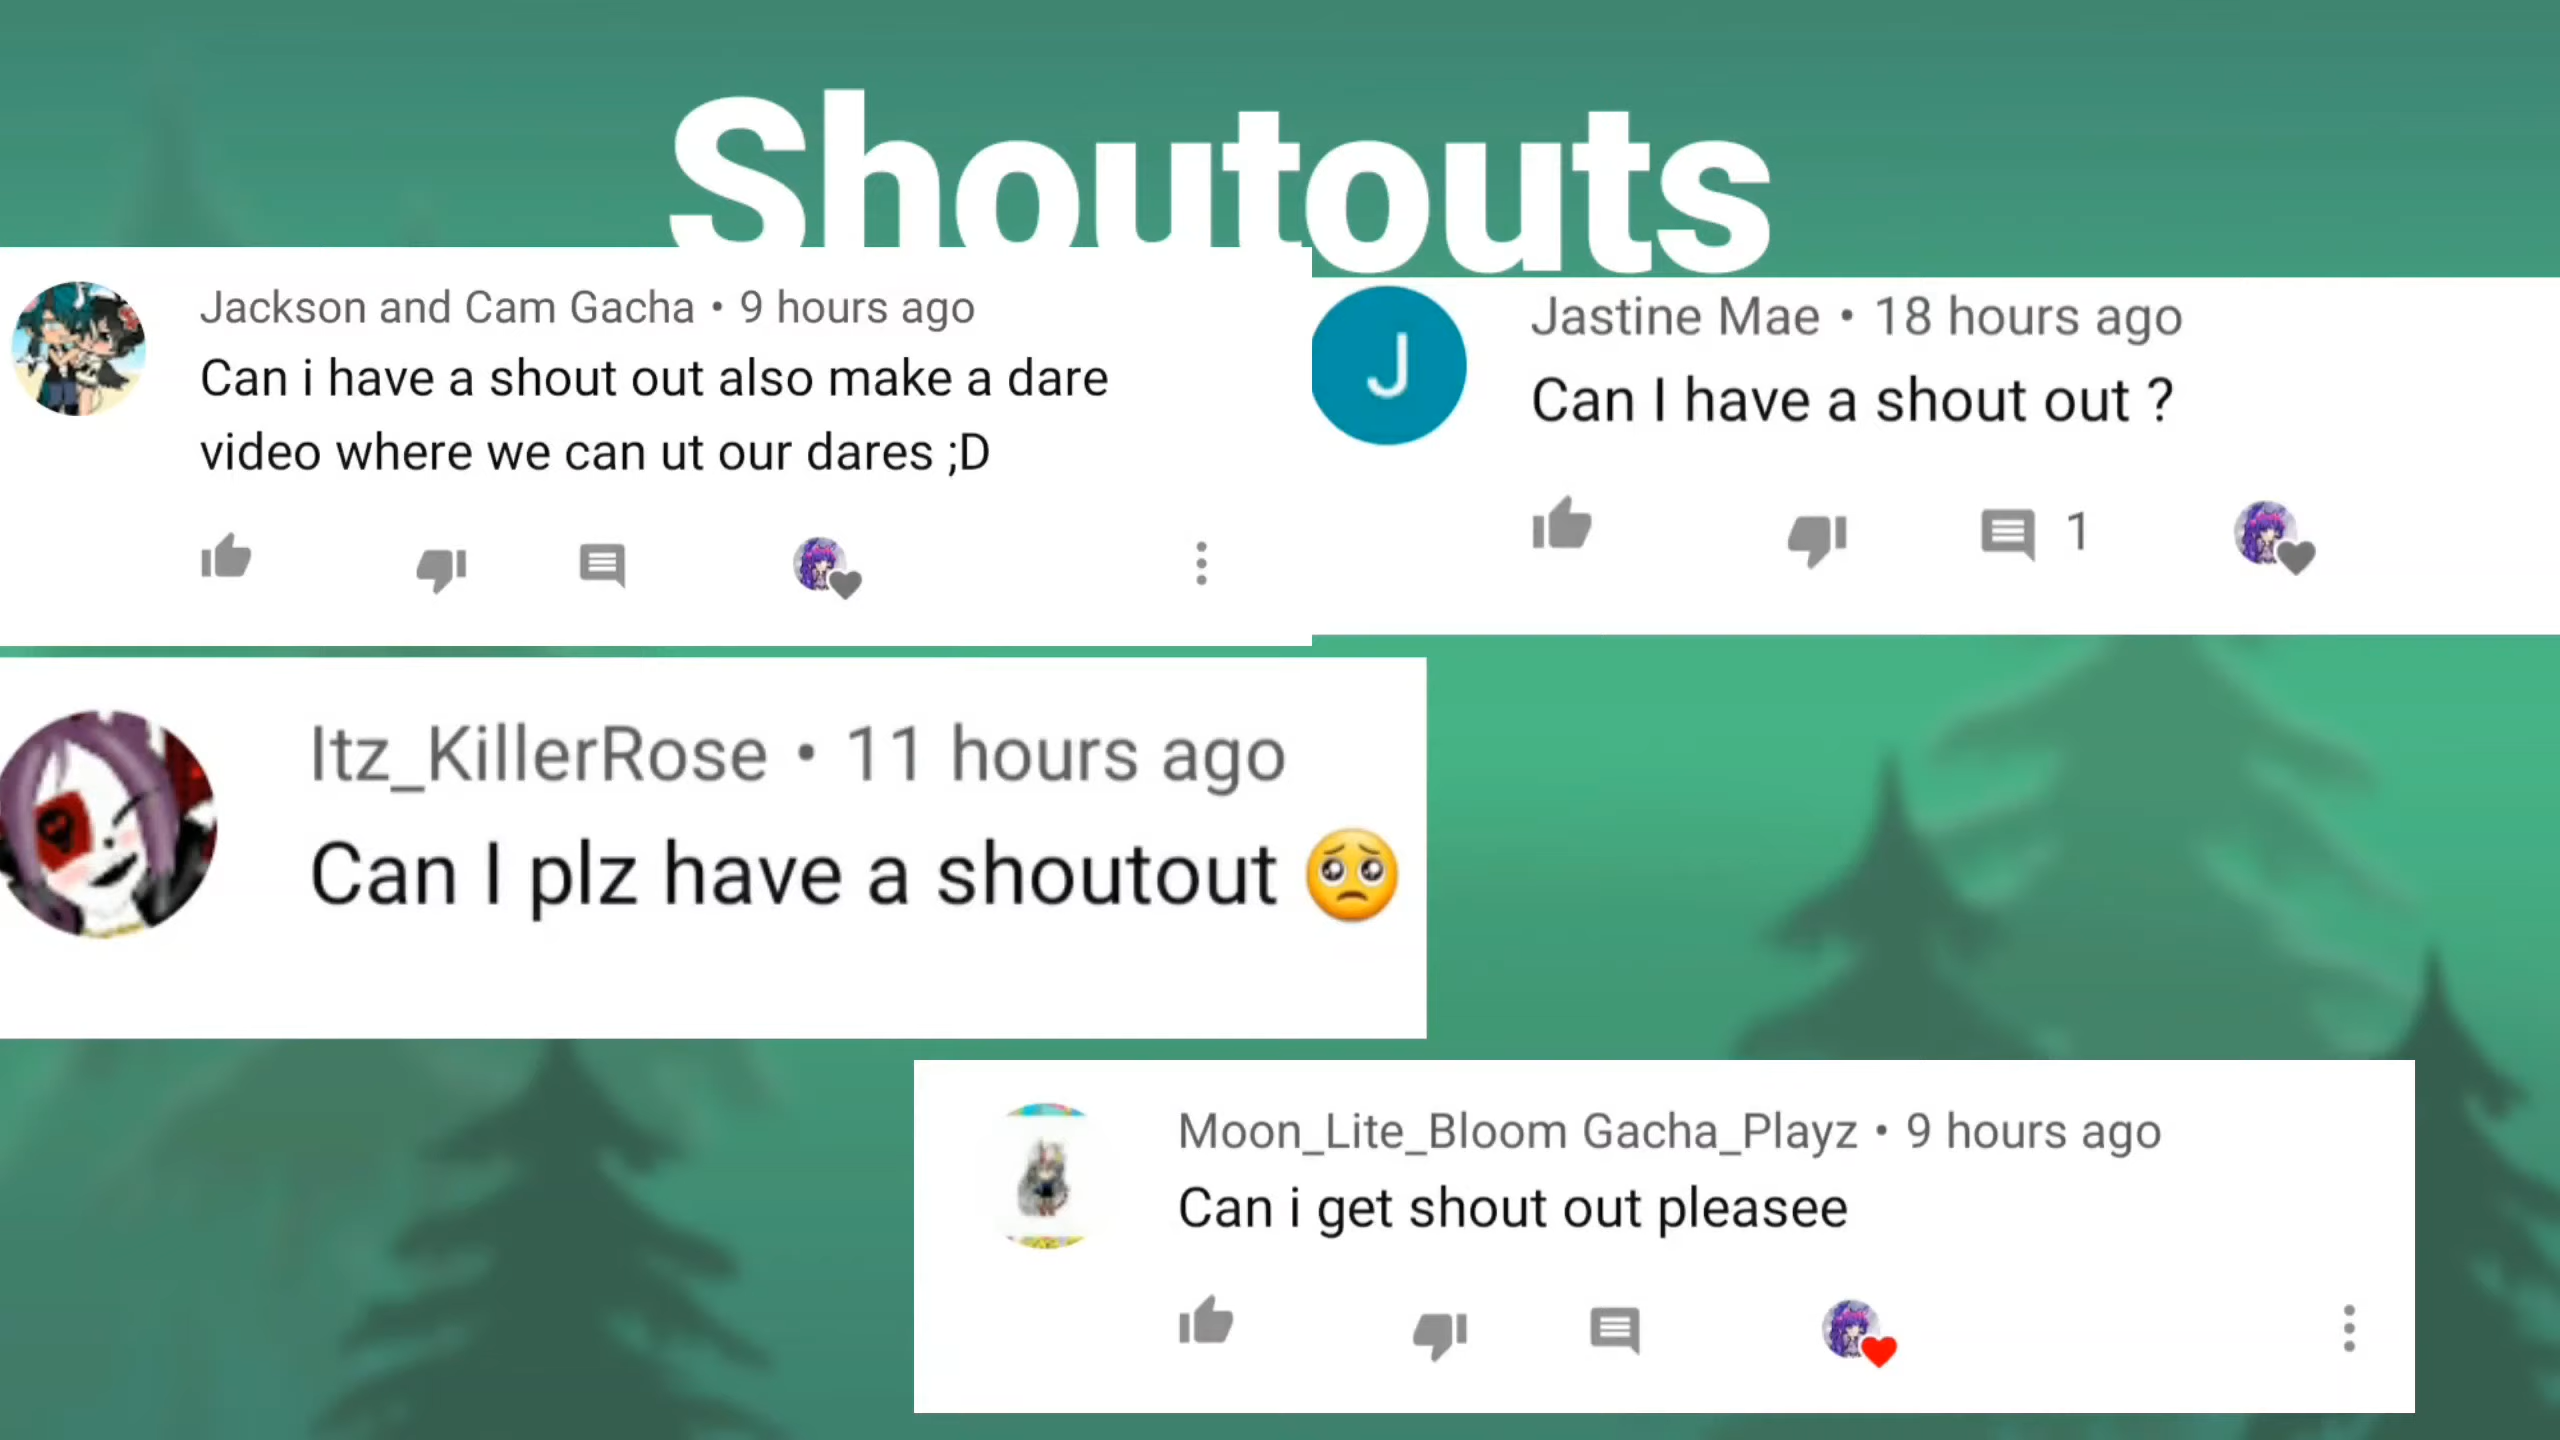 Shoutouts
Jackson and Cam Gacha • 9 hours ago
Can i have a shout out also make a dare
video where we can ut our dares ;D
J
Jastine Mae • 18 hours ago
Can I have a shout out ?
1
Itz_KillerRose • 11 hours ago
Can I plz have a shoutout 🥺
Moon_Lite_Bloom Gacha_Playz • 9 hours ago
Can i get shout out pleasee